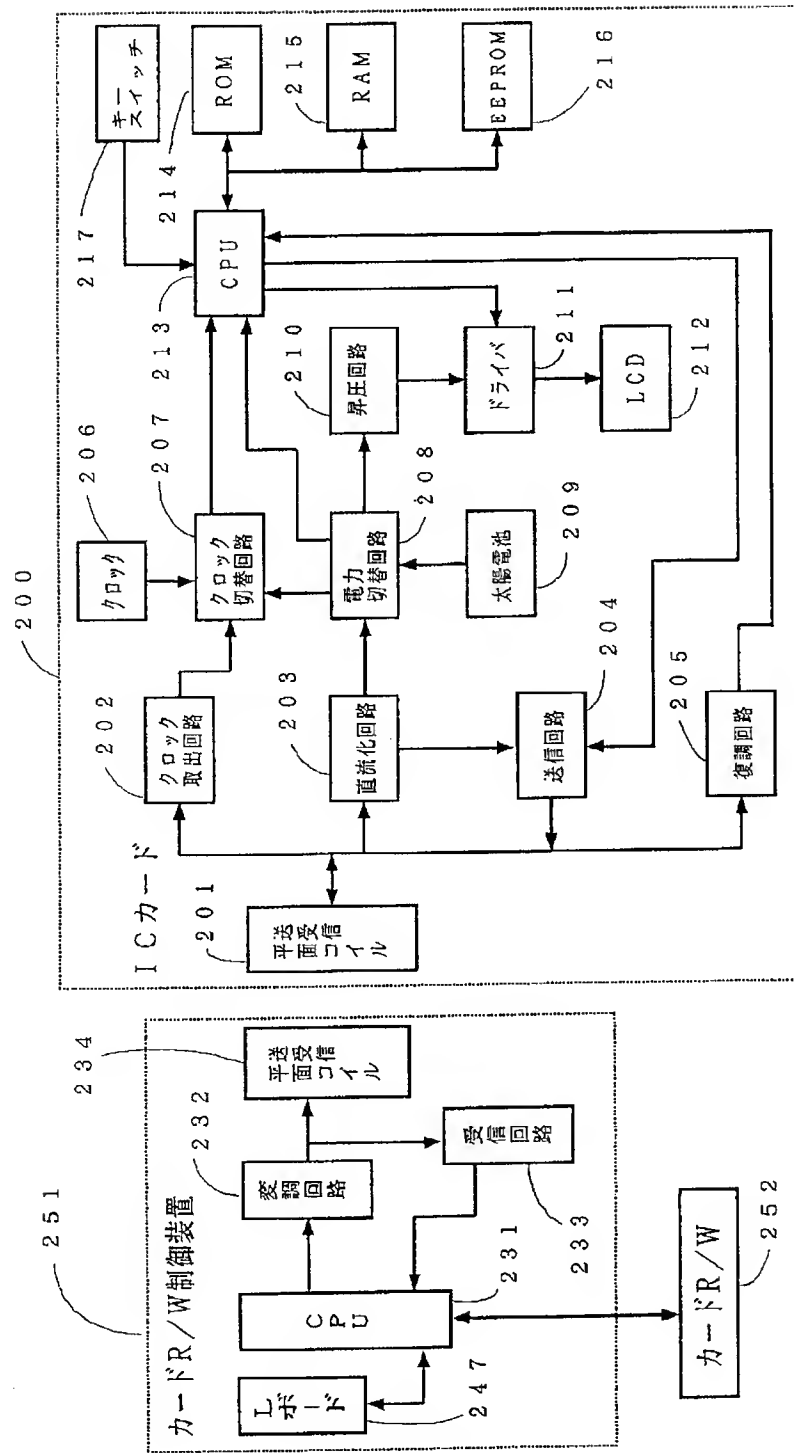 251
カードR/W制御装置
Lボード
247
CPU
231
変調回路
232
送受信
平面コイル
234
受信回路
233
カードR/W
252
200
ICカード
送受信
平面コイル
201
クロック
取出回路
202
直流化回路
203
送信回路
204
復調回路
205
クロック
206
クロック
切替回路
207
電力
切替回路
208
太陽電池
209
昇圧回路
210
ドライバ
211
LCD
212
CPU
213
キー
スイッチ
217
ROM
214
RAM
215
EEPROM
216